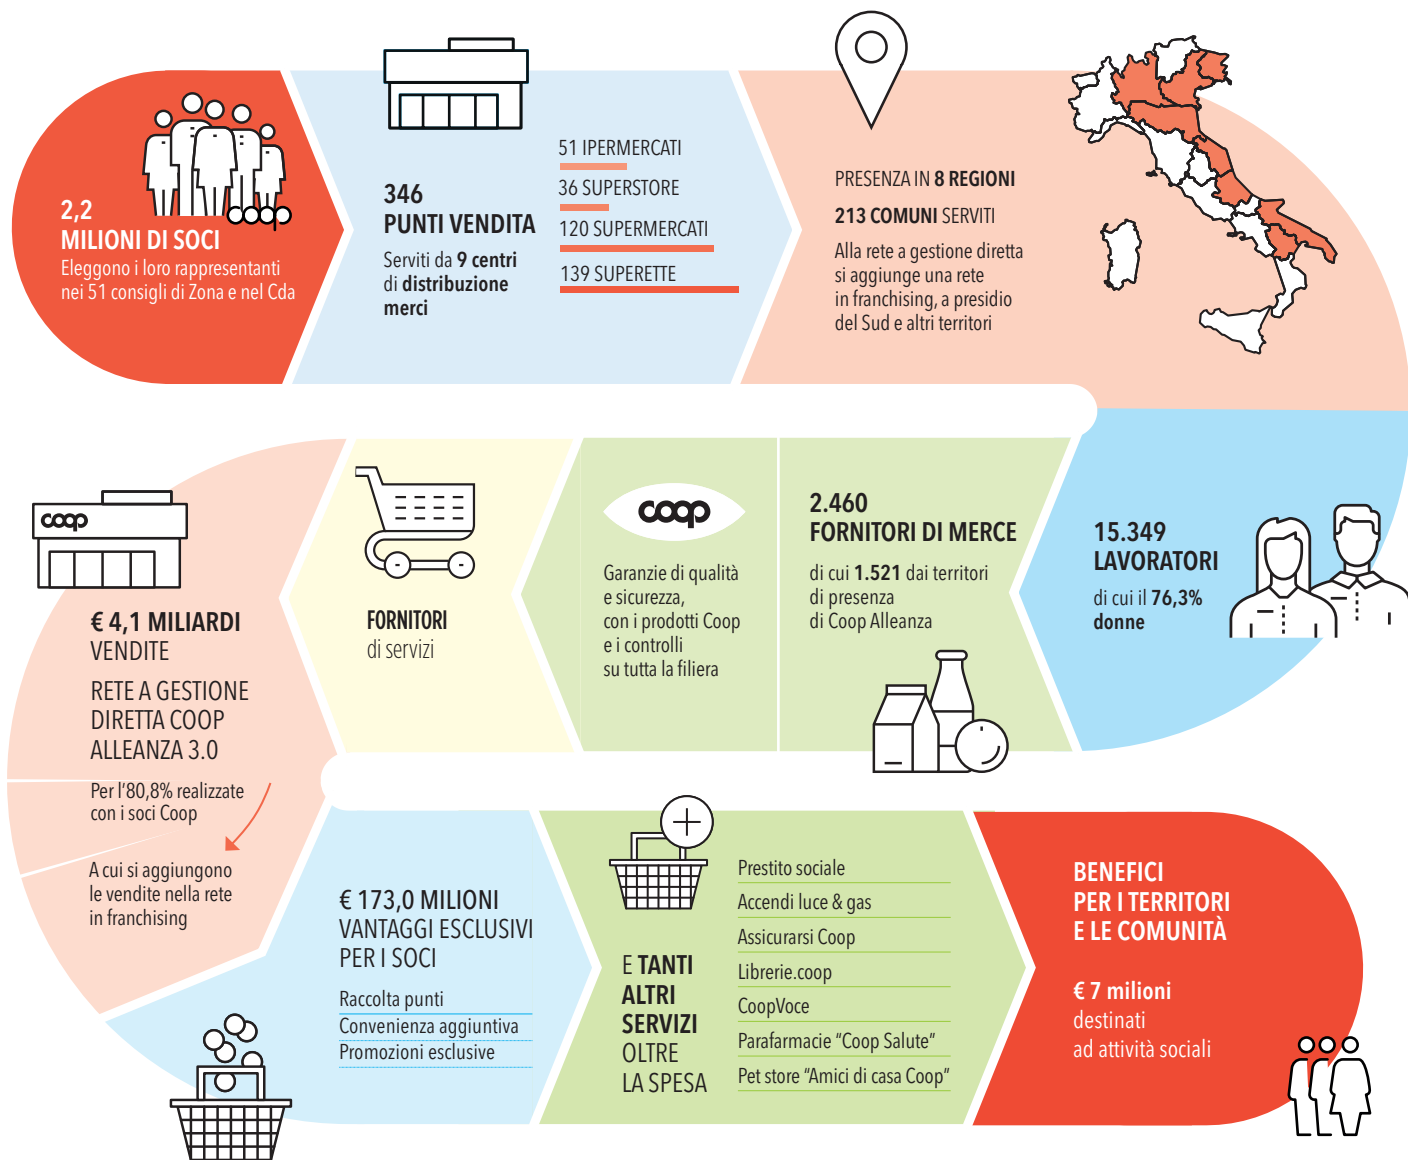 2,2
MILIONI DI SOCI
Eleggono i loro rappresentanti
nei 51 consigli di Zona e nel Cda
coop
346
PUNTI VENDITA
Serviti da 9 centri
di distribuzione
merci
51 IPERMERCATI
36 SUPERSTORE
120 SUPERMERCATI
139 SUPERETTE
PRESENZA IN 8 REGIONI
213 COMUNI SERVITI
Alla rete a gestione diretta
si aggiunge una rete
in franchising, a presidio
del Sud e altri territori
15.349
LAVORATORI
di cui il 76,3%
donne
2.460
FORNITORI DI MERCE
di cui 1.521 dai territori
di presenza
di Coop Alleanza
coop
Garanzie di qualità
e sicurezza,
con i prodotti Coop
e i controlli
su tutta la filiera
FORNITORI
di servizi
coop
€ 4,1 MILIARDI
VENDITE
RETE A GESTIONE
DIRETTA COOP
ALLEANZA 3.0
Per l'80,8% realizzate
con i soci Coop
A cui si aggiungono
le vendite nella rete
in franchising
€ 173,0 MILIONI
VANTAGGI ESCLUSIVI
PER I SOCI
Raccolta punti
Convenienza aggiuntiva
Promozioni esclusive
E TANTI
ALTRI
SERVIZI
OLTRE
LA SPESA
Prestito sociale
Accendi luce & gas
Assicurarsi Coop
Librerie.coop
CoopVoce
Parafarmacie “Coop Salute”
Pet store “Amici di casa Coop”
BENEFICI
PER I TERRITORI
E LE COMUNITÀ
€ 7 milioni
destinati
ad attività sociali